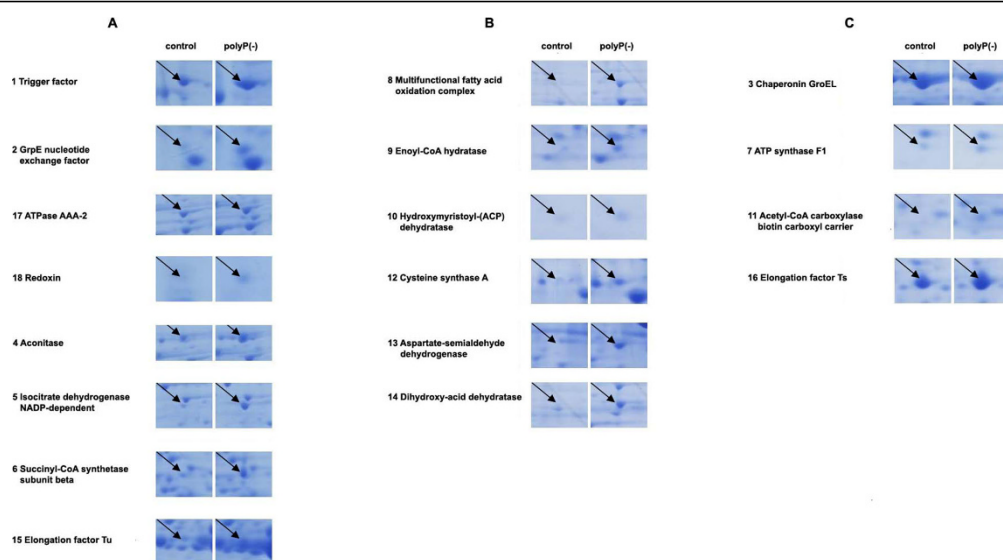 A
control polyP(-)
1 Trigger factor
2 GrpE nucleotide
exchange factor
17 ATPase AAA-2
18 Redoxin
4 Aconitase
5 Isocitrate dehydrogenase
NADP-dependent
6 Succinyl-CoA synthetase
subunit beta
15 Elongation factor Tu
B
control polyP(-)
8 Multifunctional fatty acid
oxidation complex
9 Enoyl-CoA hydratase
10 Hydroxymyristoyl-(ACP)
dehydratase
12 Cysteine synthase A
13 Aspartate-semialdehyde
dehydrogenase
14 Dihydroxy-acid dehydratase
C
control polyP(-)
3 Chaperonin GroEL
7 ATP synthase F1
11 Acetyl-CoA carboxylase
biotin carboxyl carrier
16 Elongation factor Ts